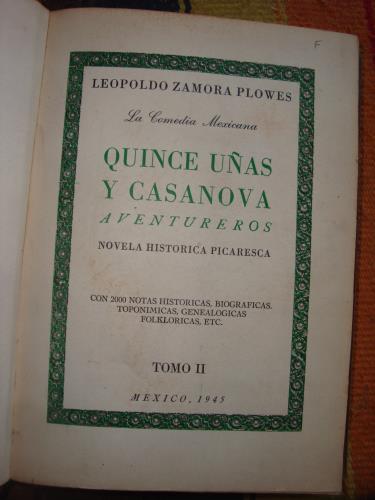 F
LEOPOLDO ZAMORA PLOWES
La Comedia Mexicana
QUINCE UÑAS
Y CASANOVA
AVENTUREROS
NOVELA HISTORICA PICARESCA
CON 2000 NOTAS HISTORICAS, BIOGRAFICAS,
TOPONIMICAS, GENEALOGICAS
FOLKLORICAS, ETC.
TOMO II
MEXICO, 1945